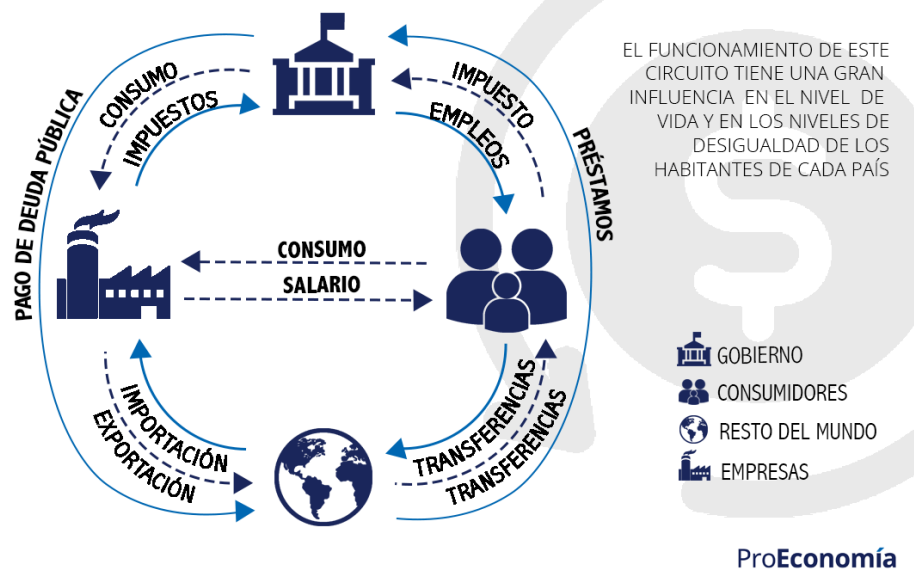 EL FUNCIONAMIENTO DE ESTE
CIRCUITO TIENE UNA GRAN
INFLUENCIA EN EL NIVEL DE
VIDA Y EN LOS NIVELES DE
DESIGUALDAD DE LOS
HABITANTES DE CADA PAÍS
PAGO DE DEUDA PÚBLICA
CONSUMO
IMPUESTOS
IMPUESTO
EMPLEOS
PRÉSTAMOS
CONSUMO
SALARIO
IMPORTACIÓN
EXPORTACIÓN
TRANSFERENCIAS
TRANSFERENCIAS
GOBIERNO
CONSUMIDORES
RESTO DEL MUNDO
EMPRESAS
ProEconomía